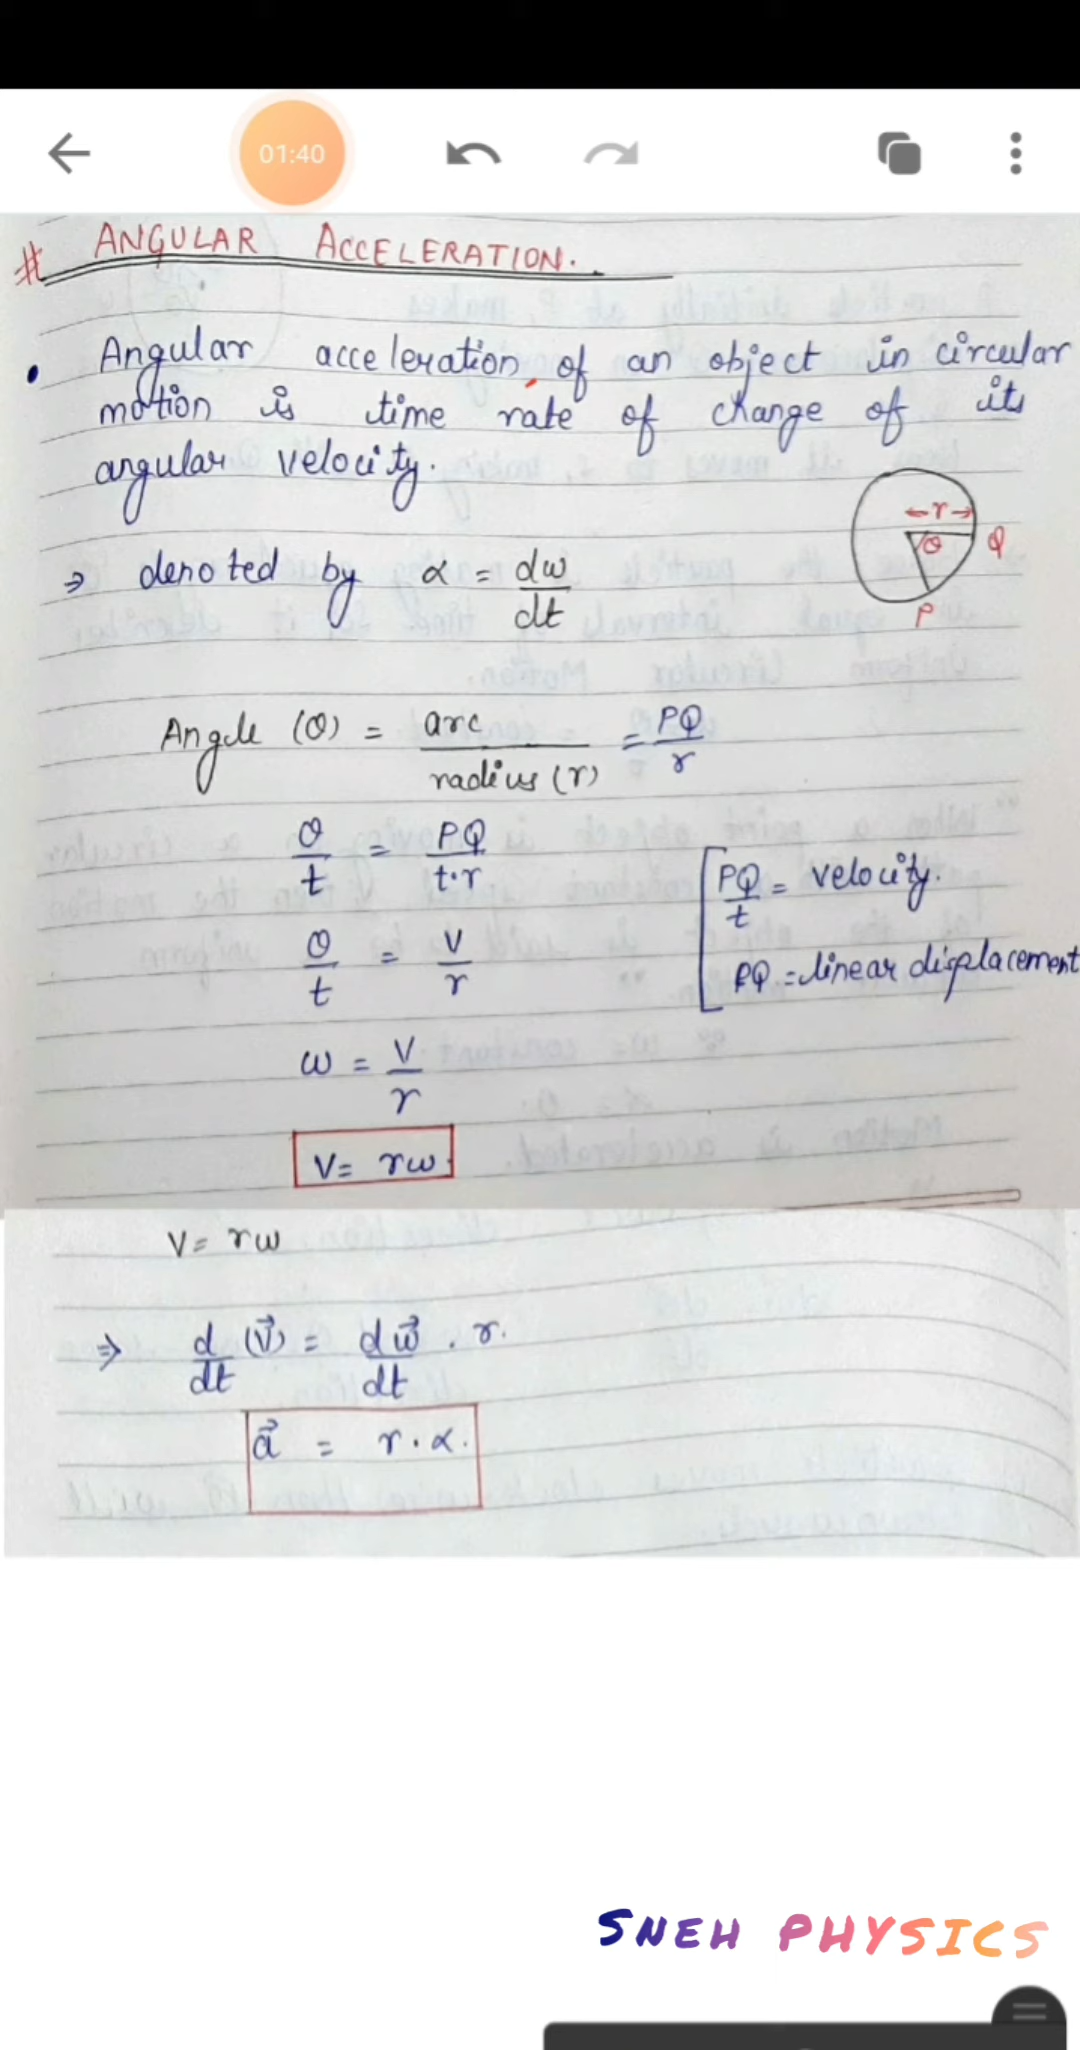 01:40
# ANGULAR ACCELERATION.
• Angular acceleration of an object in circular
motion is time rate of change of its
angular velocity.
⇒ denoted by α = dω/dt
r
θ
Q
P
Angle (θ) = arc/radius (r) = PQ/r
θ/t = PQ/t·r
PQ/t = velocity.
θ/t = V/r
PQ = linear displacement
ω = V/r
V = rω.
V = rω
⇒ d/dt (V⃗) = dω⃗/dt . r.
a⃗ = r . α.
SNEH PHYSICS